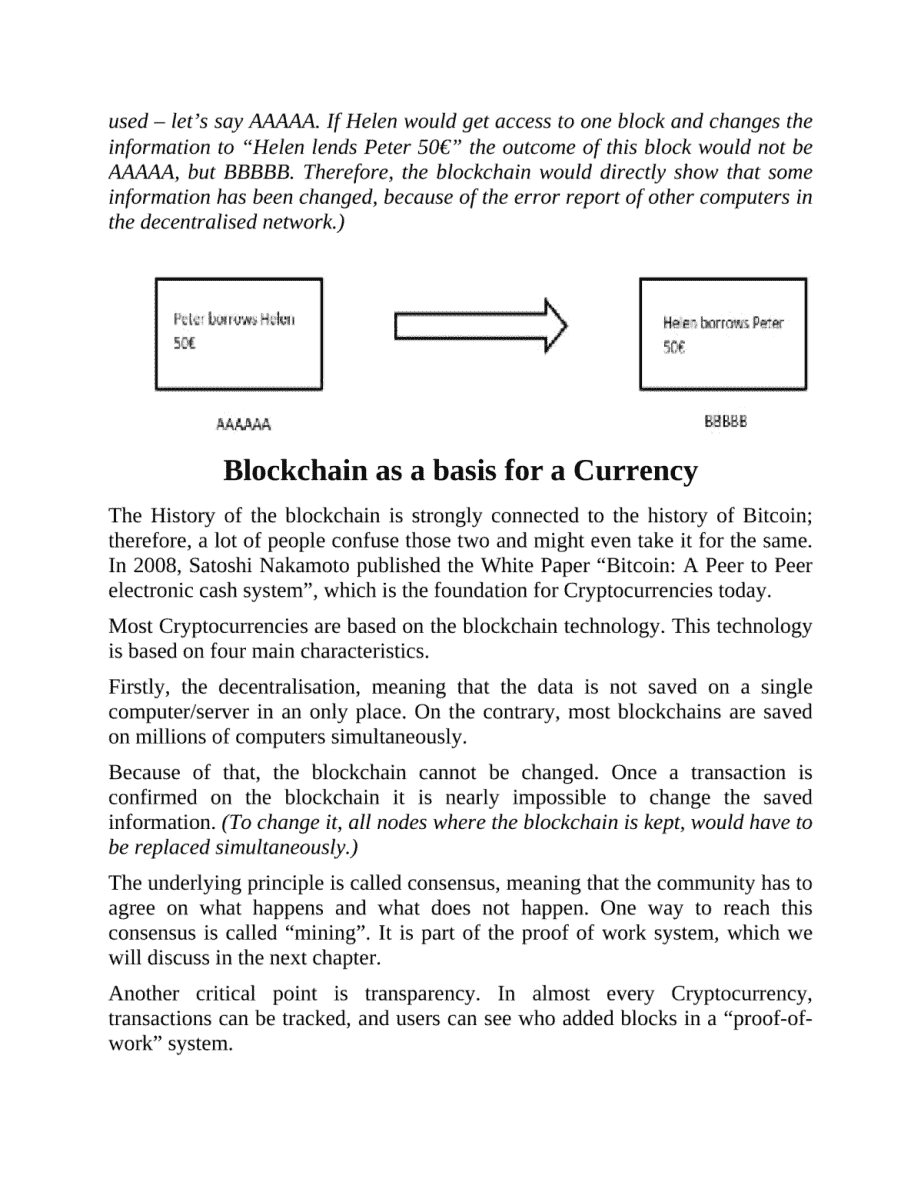 used – let’s say AAAAA. If Helen would get access to one block and changes the
information to “Helen lends Peter 50€” the outcome of this block would not be
AAAAA, but BBBBB. Therefore, the blockchain would directly show that some
information has been changed, because of the error report of other computers in
the decentralised network.)
Peter borrows Helen
50€
AAAAAA
Helen borrows Peter
50€
BBBBB
Blockchain as a basis for a Currency
The History of the blockchain is strongly connected to the history of Bitcoin;
therefore, a lot of people confuse those two and might even take it for the same.
In 2008, Satoshi Nakamoto published the White Paper “Bitcoin: A Peer to Peer
electronic cash system”, which is the foundation for Cryptocurrencies today.
Most Cryptocurrencies are based on the blockchain technology. This technology
is based on four main characteristics.
Firstly, the decentralisation, meaning that the data is not saved on a single
computer/server in an only place. On the contrary, most blockchains are saved
on millions of computers simultaneously.
Because of that, the blockchain cannot be changed. Once a transaction is
confirmed on the blockchain it is nearly impossible to change the saved
information. (To change it, all nodes where the blockchain is kept, would have to
be replaced simultaneously.)
The underlying principle is called consensus, meaning that the community has to
agree on what happens and what does not happen. One way to reach this
consensus is called “mining”. It is part of the proof of work system, which we
will discuss in the next chapter.
Another critical point is transparency. In almost every Cryptocurrency,
transactions can be tracked, and users can see who added blocks in a “proof-of-
work” system.